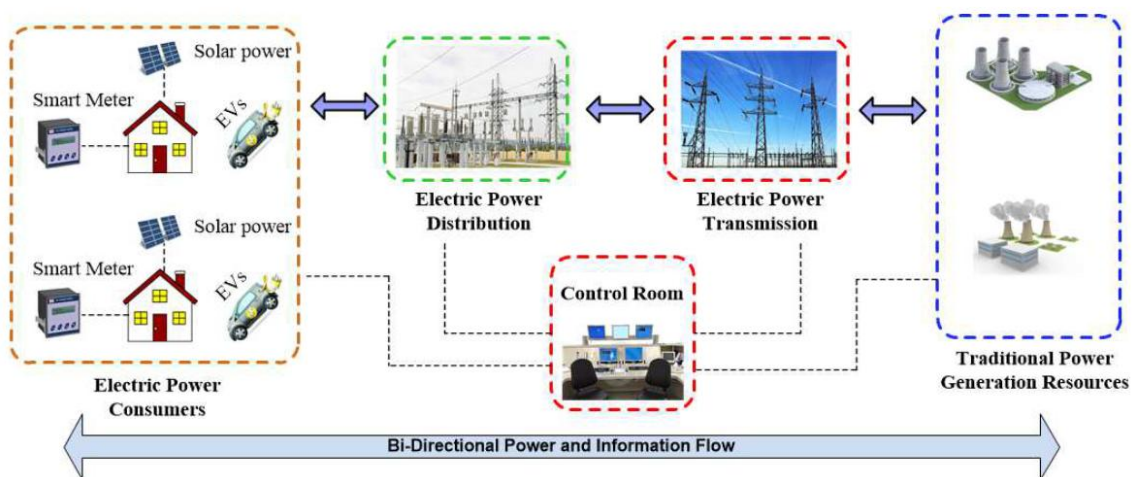 Solar power
Smart Meter
EVs
Solar power
Smart Meter
EVs
Electric Power
Consumers
Electric Power
Distribution
Electric Power
Transmission
Control Room
Traditional Power
Generation Resources
Bi-Directional Power and Information Flow